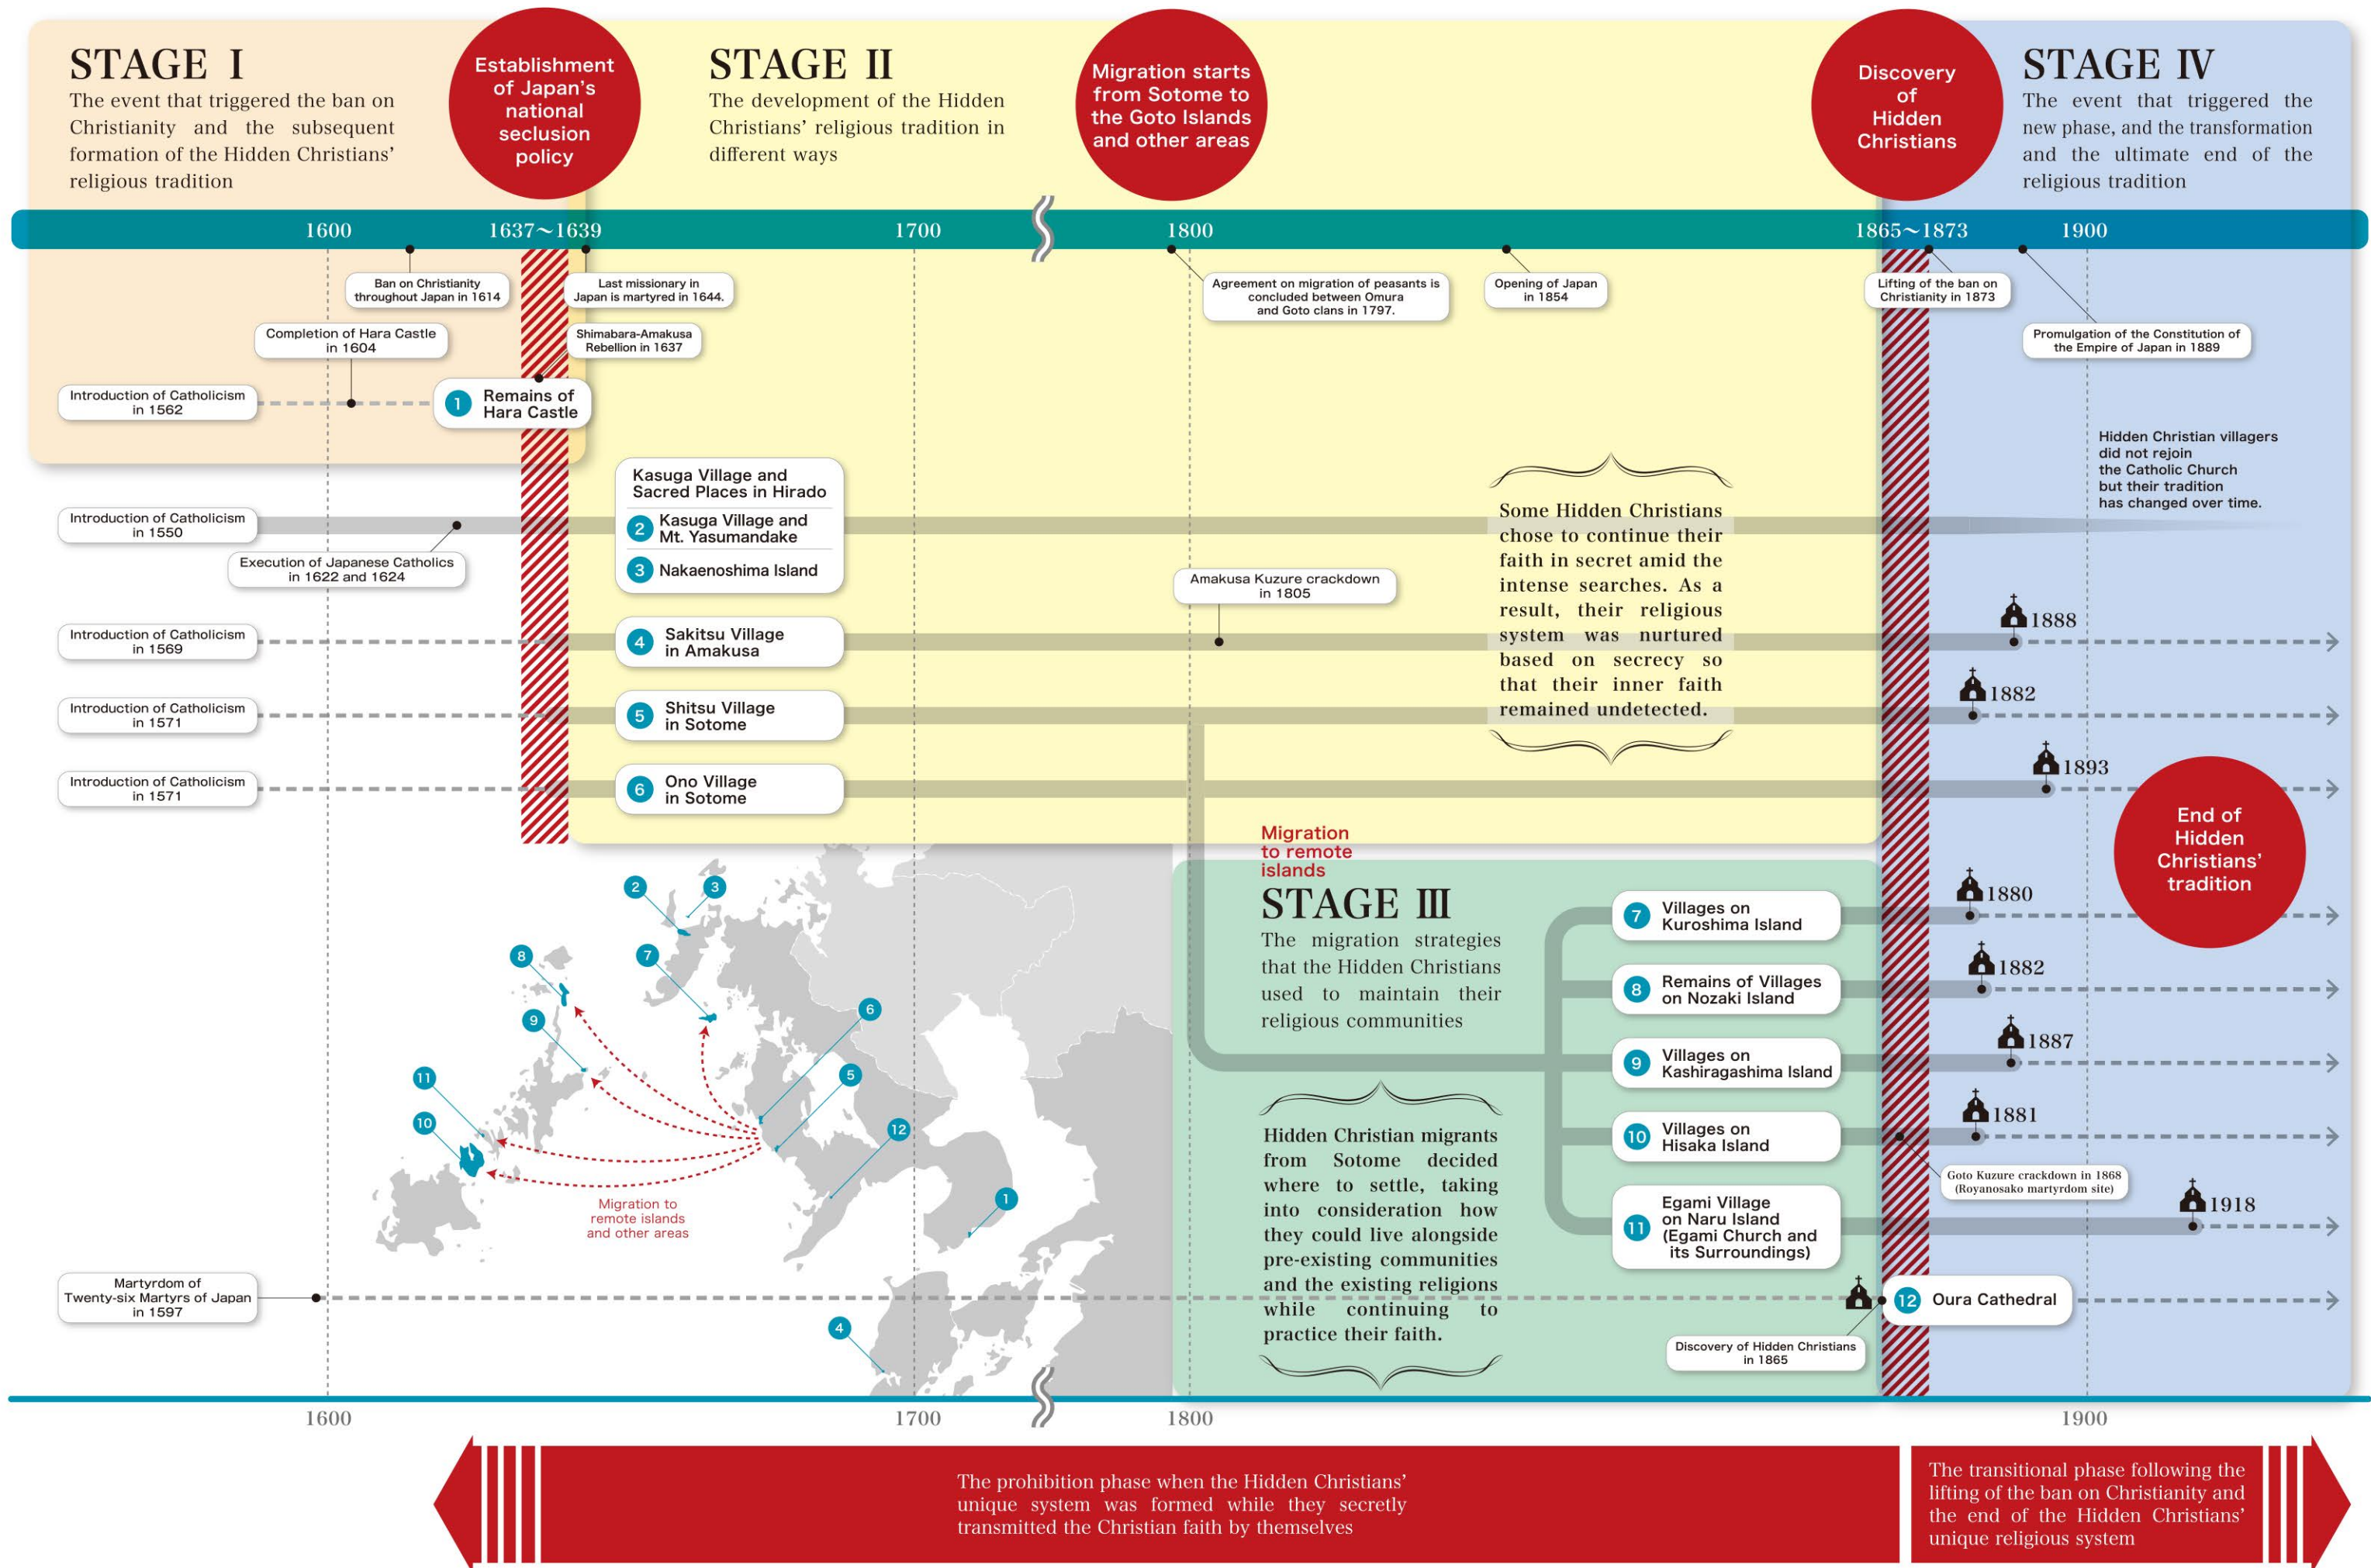 STAGE I
The event that triggered the ban on
Christianity and the subsequent
formation of the Hidden Christians'
religious tradition
Establishment
of Japan's
national
seclusion
policy
STAGE II
The development of the Hidden
Christians' religious tradition in
different ways
Migration starts
from Sotome to
the Goto Islands
and other areas
Discovery
of
Hidden
Christians
STAGE IV
The event that triggered the
new phase, and the transformation
and the ultimate end of the
religious tradition
1600
1637～1639
1700
1800
1865～1873
1900
Ban on Christianity
throughout Japan in 1614
Last missionary in
Japan is martyred in 1644.
Agreement on migration of peasants is
concluded between Omura
and Goto clans in 1797.
Opening of Japan
in 1854
Lifting of the ban on
Christianity in 1873
Completion of Hara Castle
in 1604
Shimabara-Amakusa
Rebellion in 1637
Promulgation of the Constitution of
the Empire of Japan in 1889
Introduction of Catholicism
in 1562
1 Remains of
Hara Castle
Hidden Christian villagers
did not rejoin
the Catholic Church
but their tradition
has changed over time.
Kasuga Village and
Sacred Places in Hirado
2 Kasuga Village and
Mt. Yasumandake
3 Nakaenoshima Island
Introduction of Catholicism
in 1550
Execution of Japanese Catholics
in 1622 and 1624
Some Hidden Christians
chose to continue their
faith in secret amid the
intense searches. As a
result, their religious
system was nurtured
based on secrecy so
that their inner faith
remained undetected.
Amakusa Kuzure crackdown
in 1805
Introduction of Catholicism
in 1569
4 Sakitsu Village
in Amakusa
1888
Introduction of Catholicism
in 1571
5 Shitsu Village
in Sotome
1882
Introduction of Catholicism
in 1571
6 Ono Village
in Sotome
1893
End of
Hidden
Christians'
tradition
Migration
to remote
islands
STAGE III
The migration strategies
that the Hidden Christians
used to maintain their
religious communities
7 Villages on
Kuroshima Island
1880
8 Remains of Villages
on Nozaki Island
1882
9 Villages on
Kashiragashima Island
1887
10 Villages on
Hisaka Island
1881
Goto Kuzure crackdown in 1868
(Royanosako martyrdom site)
11 Egami Village
on Naru Island
(Egami Church and
its Surroundings)
1918
Hidden Christian migrants
from Sotome decided
where to settle, taking
into consideration how
they could live alongside
pre-existing communities
and the existing religions
while continuing to
practice their faith.
2
3
8
7
9
6
11
5
10
12
1
4
Migration to
remote islands
and other areas
Martyrdom of
Twenty-six Martyrs of Japan
in 1597
12 Oura Cathedral
Discovery of Hidden Christians
in 1865
1600
1700
1800
1900
The prohibition phase when the Hidden Christians'
unique system was formed while they secretly
transmitted the Christian faith by themselves
The transitional phase following the
lifting of the ban on Christianity and
the end of the Hidden Christians'
unique religious system